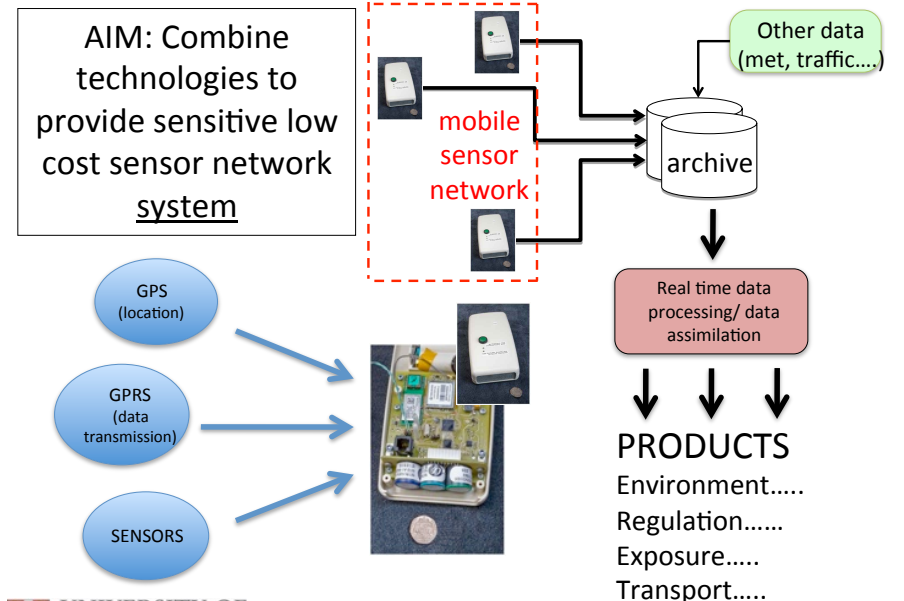 AIM: Combine
technologies to
provide sensitive low
cost sensor network
system
mobile
sensor
network
Other data
(met, traffic....)
archive
Real time data
processing/ data
assimilation
PRODUCTS
Environment.....
Regulation......
Exposure.....
Transport.....
GPS
(location)
GPRS
(data
transmission)
SENSORS